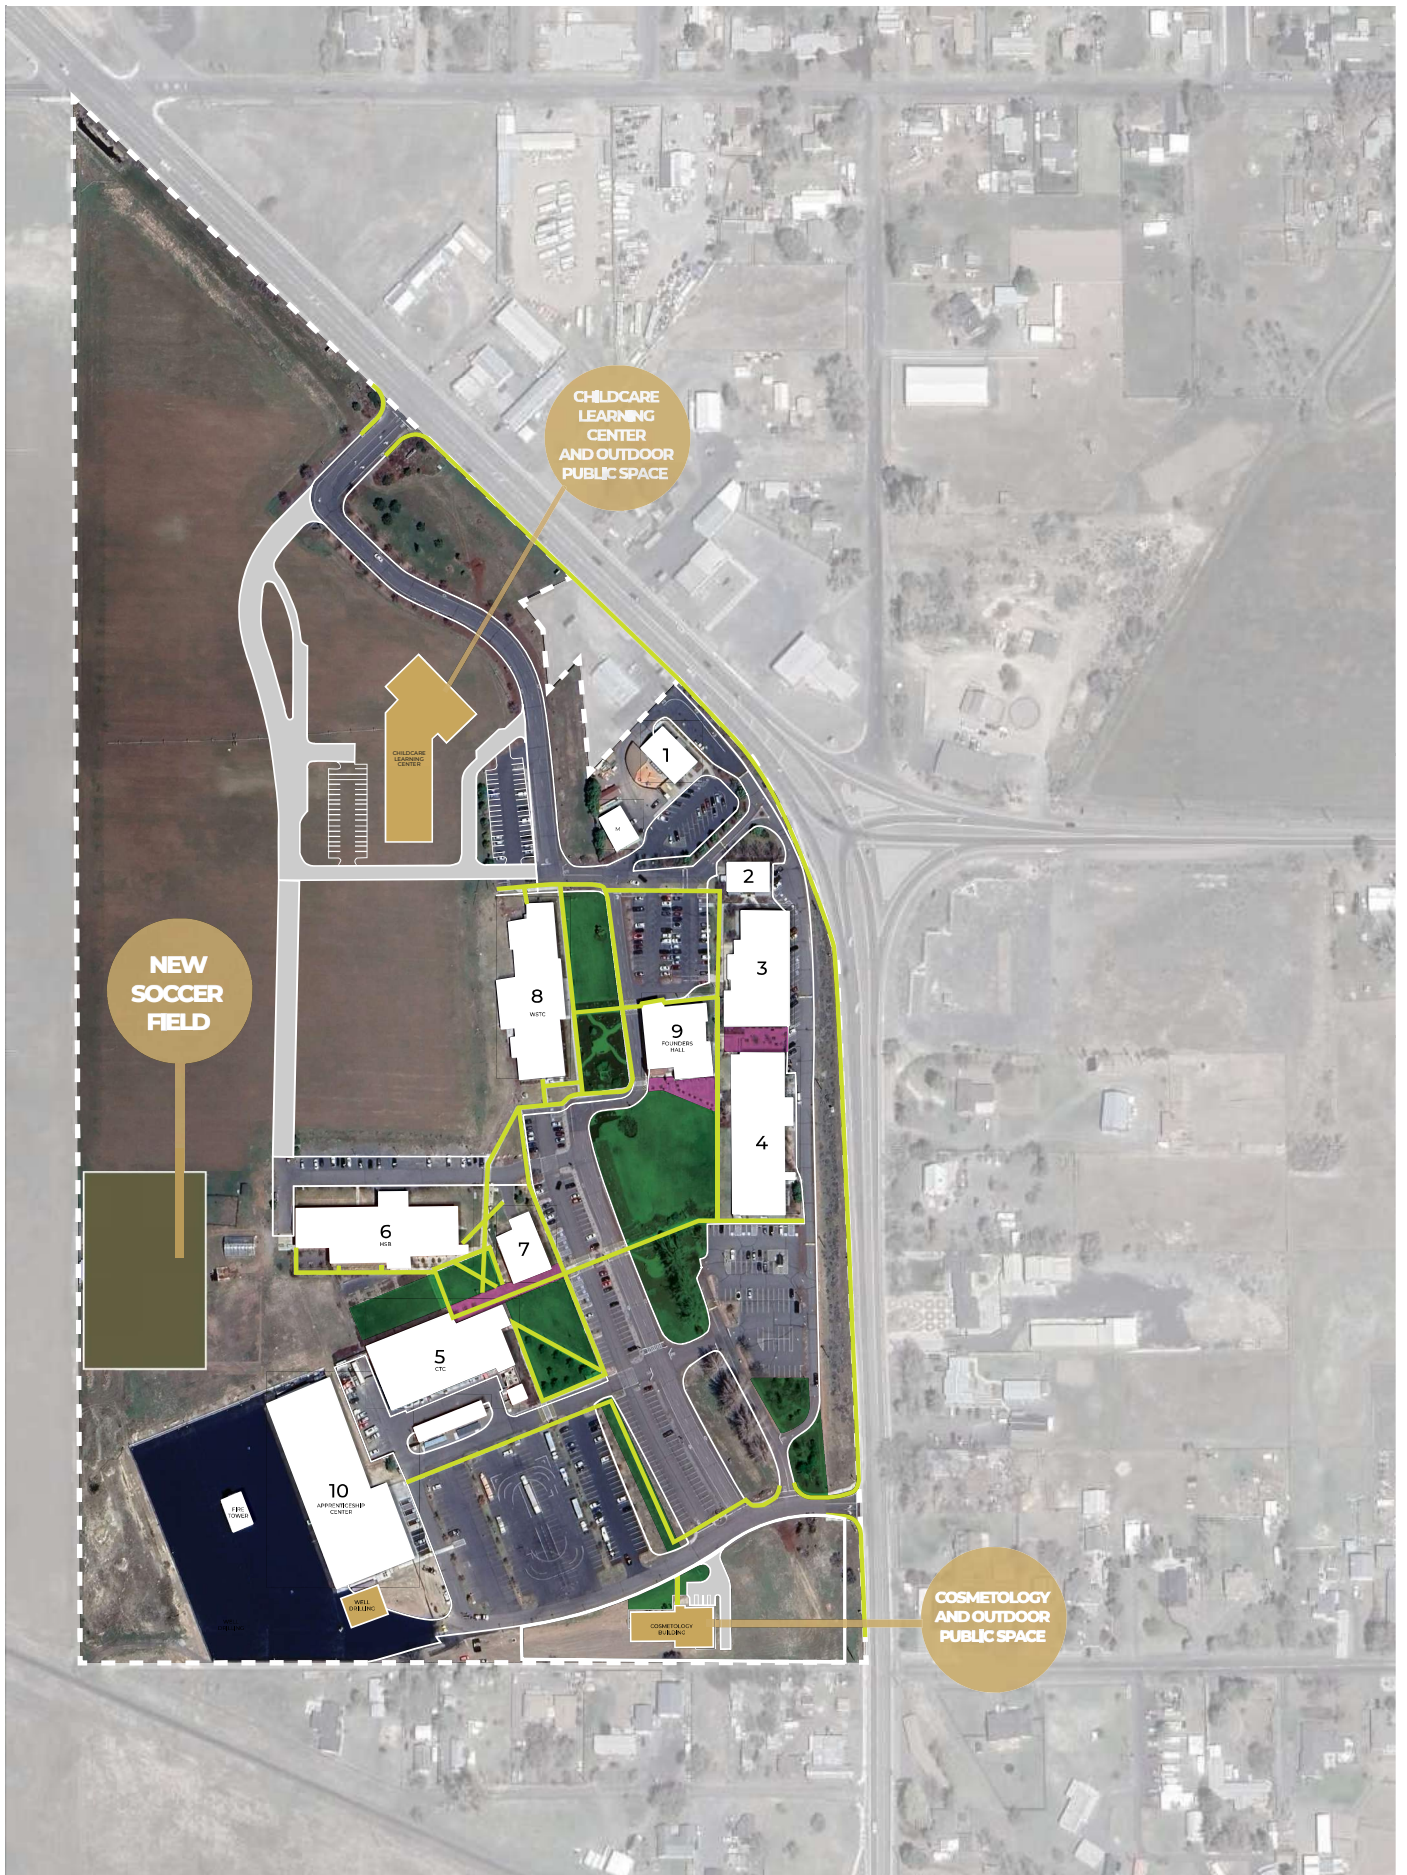 CHILDCARE
LEARNING
CENTER
AND OUTDOOR
PUBLIC SPACE
CHILDCARE
LEARNING
CENTER
1
M
2
3
8
WSTC
9
FOUNDERS
HALL
4
NEW
SOCCER
FIELD
6
HSB
7
5
CTC
10
APPRENTICESHIP
CENTER
FIRE
TOWER
WELL
DRILLING
COSMETOLOGY
BUILDING
COSMETOLOGY
AND OUTDOOR
PUBLIC SPACE